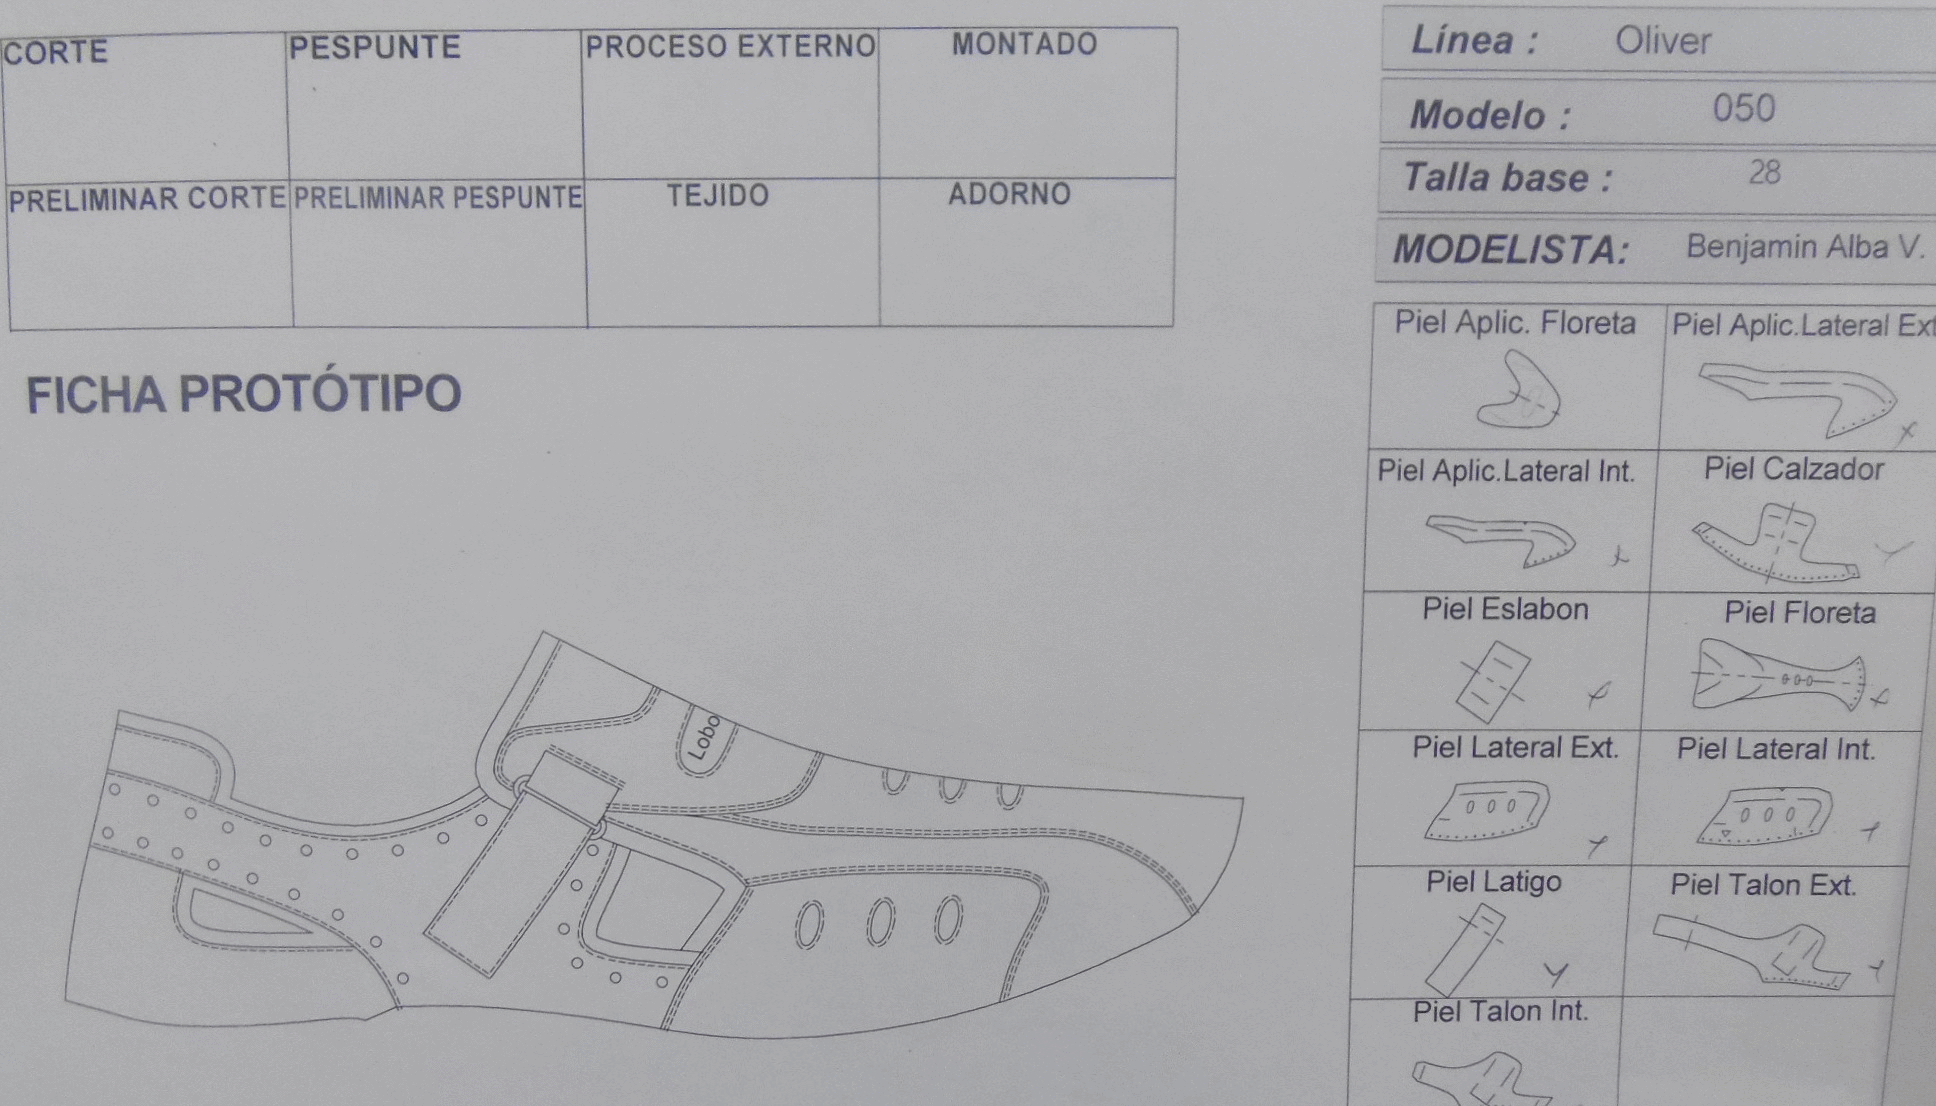 CORTE PESPUNTE PROCESO EXTERNO MONTADO
PRELIMINAR CORTE PRELIMINAR PESPUNTE TEJIDO ADORNO
FICHA PROTÓTIPO
Lobo
Línea : Oliver
Modelo : 050
Talla base : 28
MODELISTA: Benjamin Alba V.
Piel Aplic. Floreta Piel Aplic.Lateral Ext
Piel Aplic.Lateral Int. Piel Calzador
Piel Eslabon Piel Floreta
Piel Lateral Ext. Piel Lateral Int.
Piel Latigo Piel Talon Ext.
Piel Talon Int.